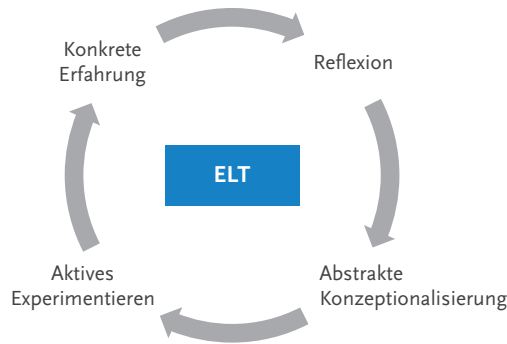 Konkrete
Erfahrung
Reflexion
ELT
Abstrakte
Konzeptionalisierung
Aktives
Experimentieren